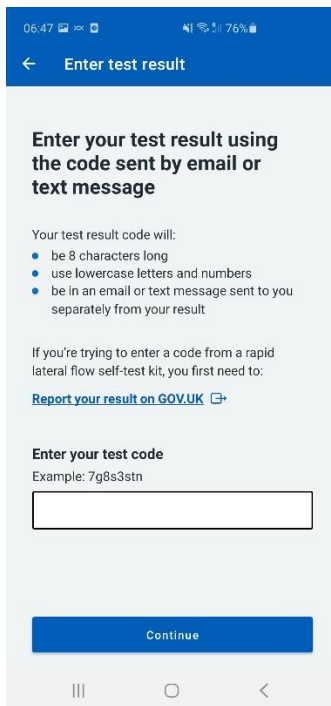 06:47 76%
Enter test result
Enter your test result using
the code sent by email or
text message
Your test result code will:
be 8 characters long
use lowercase letters and numbers
be in an email or text message sent to you
separately from your result
If you're trying to enter a code from a rapid
lateral flow self-test kit, you first need to:
Report your result on GOV.UK
Enter your test code
Example: 7g8s3stn
Continue